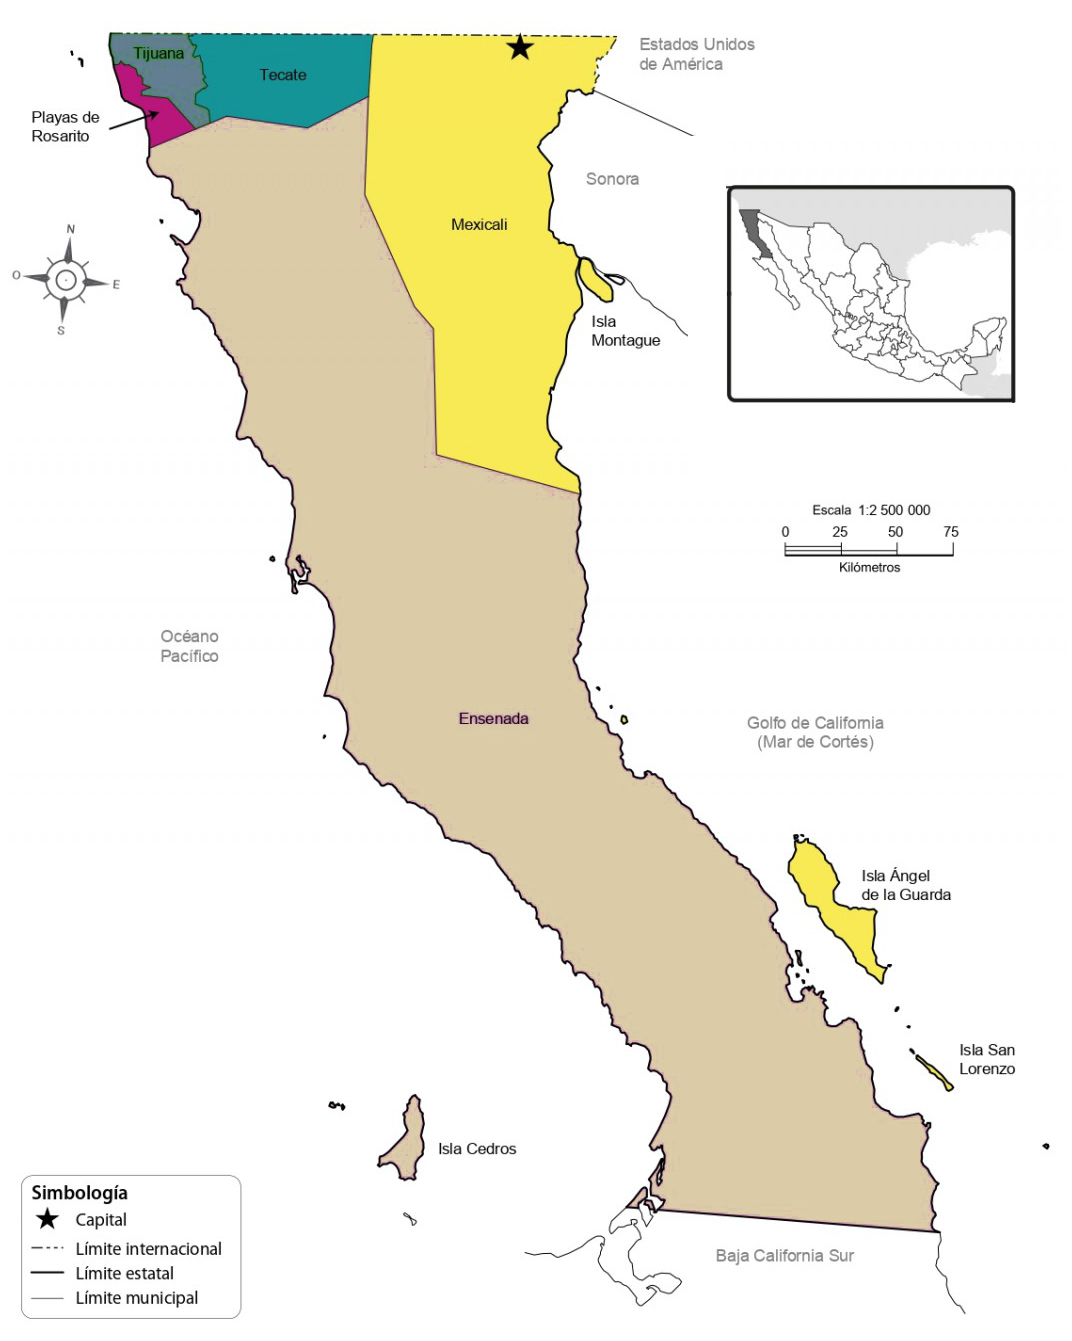 Tijuana
Tecate
Estados Unidos
de América
Playas de
Rosarito
Sonora
Mexicali
N
O
E
S
Isla
Montague
Escala 1:2 500 000
0 25 50 75
Kilómetros
Océano
Pacífico
Ensenada
Golfo de California
(Mar de Cortés)
Isla Ángel
de la Guarda
Isla San
Lorenzo
Isla Cedros
Simbología
Capital
Límite internacional
Límite estatal
Límite municipal
Baja California Sur